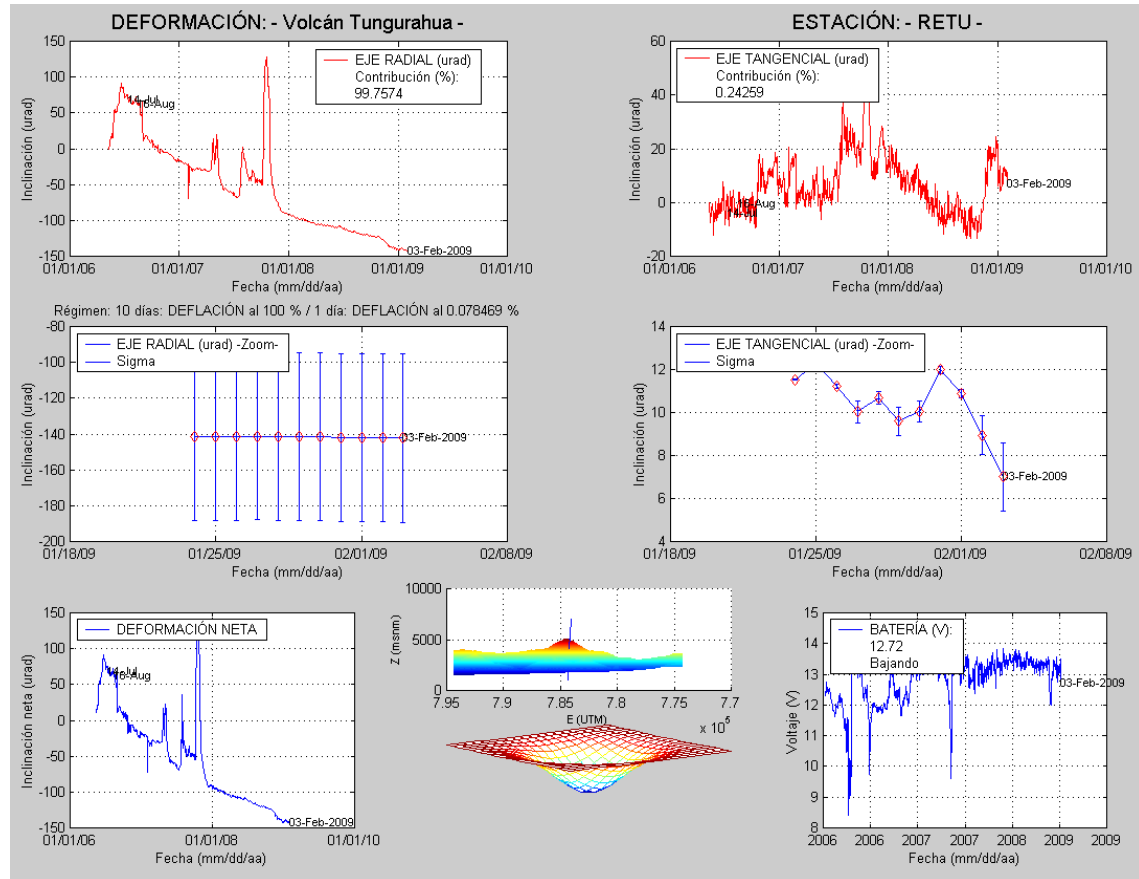 DEFORMACIÓN: - Volcán Tungurahua -
ESTACIÓN: - RETU -
150
100
50
0
-50
-100
-150
Inclinación (urad)
EJE RADIAL (urad)
Contribución (%):
99.7574
14-Jul
16-Aug
03-Feb-2009
01/01/06
01/01/07
01/01/08
01/01/09
01/01/10
Fecha (mm/dd/aa)
60
40
20
0
-20
Inclinación (urad)
EJE TANGENCIAL (urad)
Contribución (%):
0.24259
16-Aug
14-Jul
03-Feb-2009
01/01/06
01/01/07
01/01/08
01/01/09
01/01/10
Fecha (mm/dd/aa)
Régimen: 10 días: DEFLACIÓN al 100 % / 1 día: DEFLACIÓN al 0.078469 %
-80
-100
-120
-140
-160
-180
-200
Inclinación (urad)
EJE RADIAL (urad) -Zoom-
Sigma
03-Feb-2009
01/18/09
01/25/09
02/01/09
02/08/09
Fecha (mm/dd/aa)
14
12
10
8
6
4
Inclinación (urad)
EJE TANGENCIAL (urad) -Zoom-
Sigma
03-Feb-2009
01/18/09
01/25/09
02/01/09
02/08/09
Fecha (mm/dd/aa)
150
100
50
0
-50
-100
-150
Inclinación neta (urad)
DEFORMACIÓN NETA
14-Jul
16-Aug
03-Feb-2009
01/01/06
01/01/08
01/01/10
Fecha (mm/dd/aa)
10000
5000
0
Z (msnm)
7.95
7.9
7.85
7.8
7.75
7.7
E (UTM)
x 10^5
15
14
13
12
11
10
9
8
Voltaje (V)
BATERÍA (V):
12.72
Bajando
03-Feb-2009
2006
2006
2007
2007
2008
2009
2009
Fecha (mm/dd/aa)